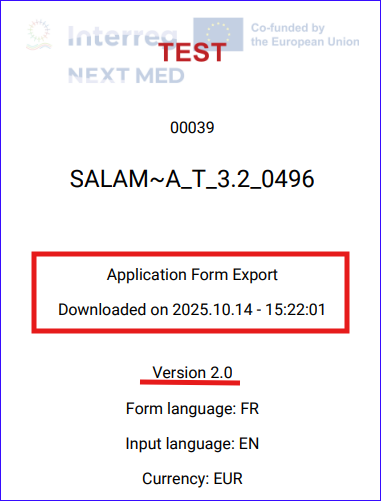 Interreg
Co-funded by
the European Union
TEST
NEXT MED
00039
SALAM~A_T_3.2_0496
Application Form Export
Downloaded on 2025.10.14 - 15:22:01
Version 2.0
Form language: FR
Input language: EN
Currency: EUR